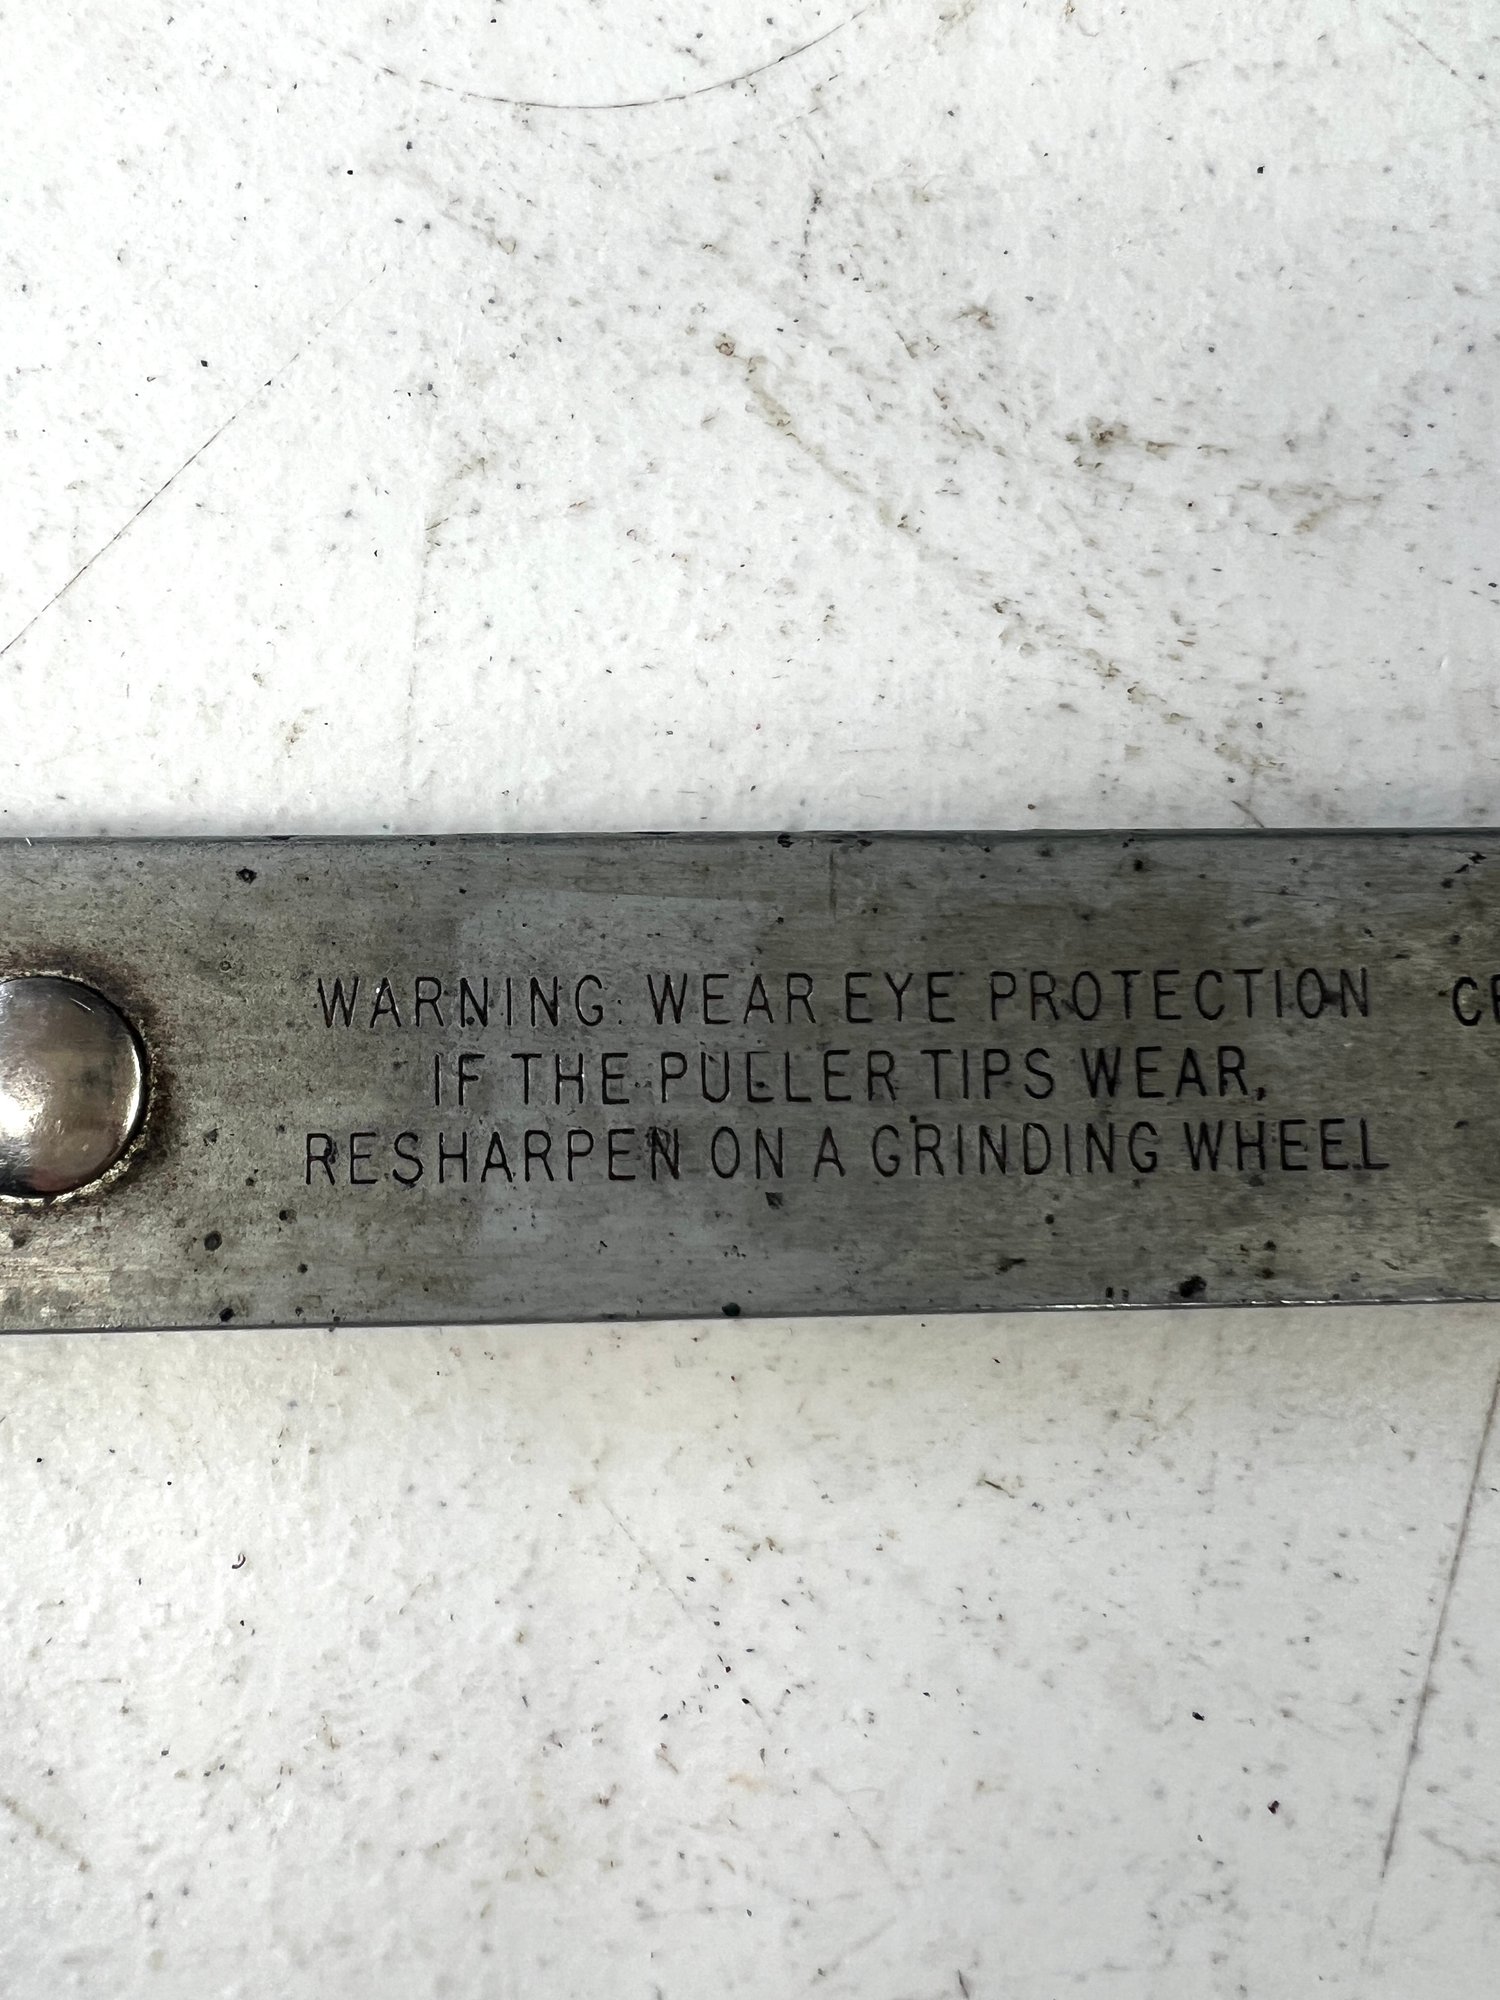 WARNING: WEAR EYE PROTECTION
IF THE PULLER TIPS WEAR,
RESHARPEN ON A GRINDING WHEEL